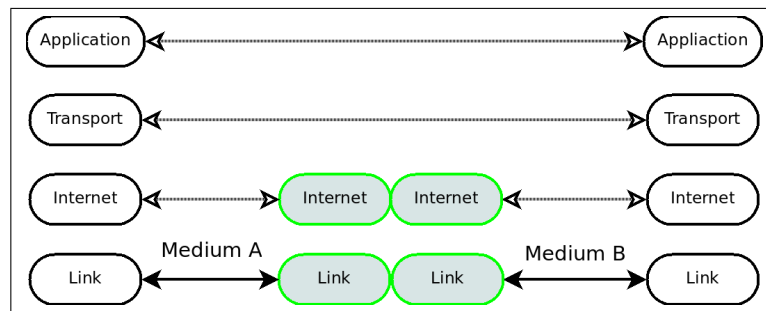 Application Appliaction
Transport Transport
Internet Internet Internet Internet
Medium A Medium B
Link Link Link Link